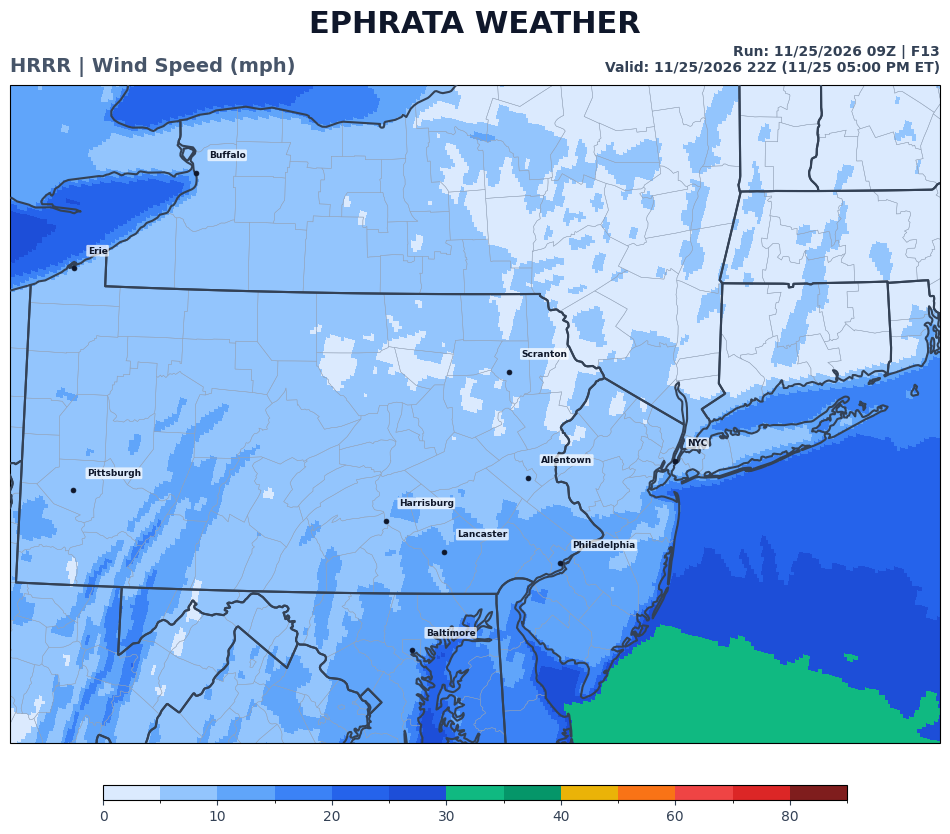 EPHRATA WEATHER
HRRR | Wind Speed (mph)
Run: 11/25/2026 09Z | F13
Valid: 11/25/2026 22Z (11/25 05:00 PM ET)
Buffalo
Erie
Scranton
NYC
Allentown
Pittsburgh
Harrisburg
Lancaster
Philadelphia
Baltimore
0 10 20 30 40 50 60 70 80